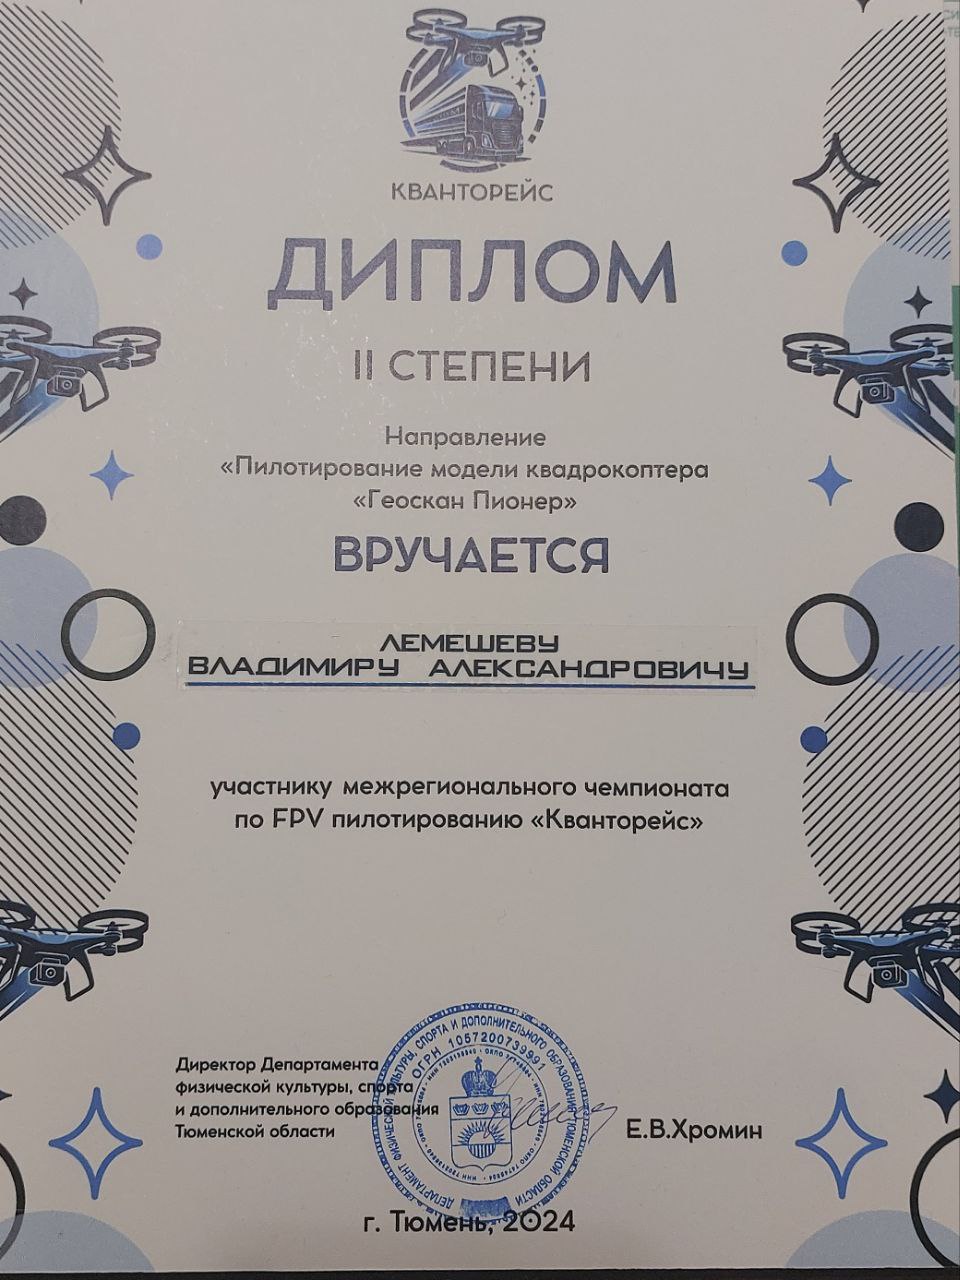 КВАНТОРЕЙС
ДИПЛОМ
II СТЕПЕНИ
Направление
«Пилотирование модели квадрокоптера
«Геоскан Пионер»
ВРУЧАЕТСЯ
ЛЕМЕШЕВУ
ВЛАДИМИРУ АЛЕКСАНДРОВИЧУ
участнику межрегионального чемпионата
по FPV пилотированию «Кванторейс»
Директор Департамента
физической культуры, спорта
и дополнительного образования
Тюменской области
Е.В.Хромин
ДЕПАРТАМЕНТ ФИЗИЧЕСКОЙ КУЛЬТУРЫ, СПОРТА И ДОПОЛНИТЕЛЬНОГО ОБРАЗОВАНИЯ ТЮМЕНСКОЙ ОБЛАСТИ
ОГРН 1057200739991
г. Тюмень, 2024